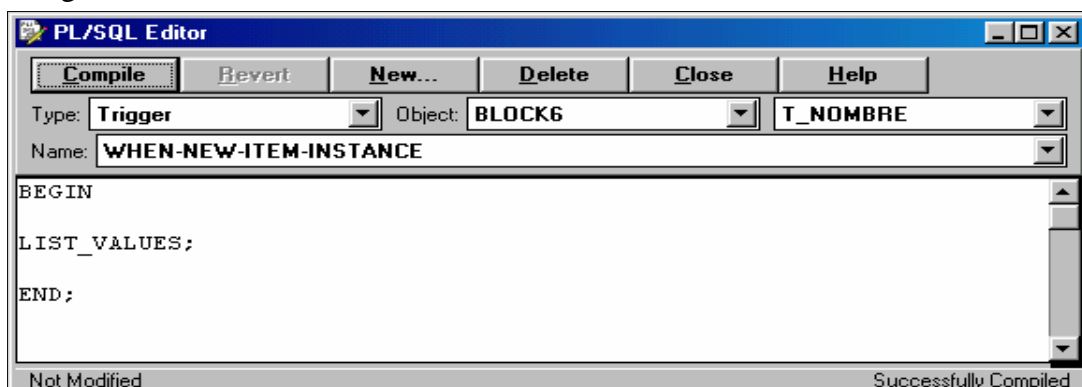 PL/SQL Editor
Compile Revert New... Delete Close Help
Type: Trigger Object: BLOCK6 T_NOMBRE
Name: WHEN-NEW-ITEM-INSTANCE
BEGIN
LIST_VALUES;
END;
Not Modified Successfully Compiled